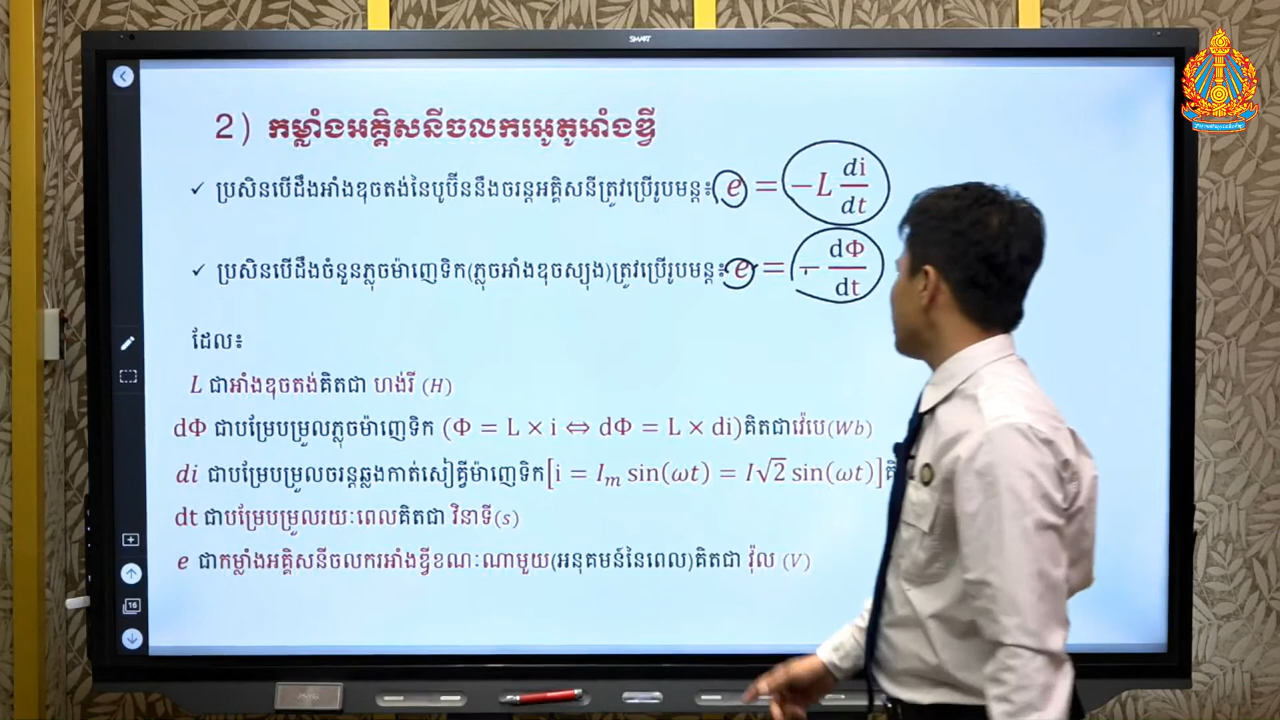 SMART
2) កម្លាំងអគ្គិសនីចលករអូតូអាំងឌ្វី
✓ ប្រសិនបើដឹងអាំងឌុចតង់នៃបូប៊ីននឹងចរន្តអគ្គិសនីត្រូវប្រើរូបមន្ត៖ e = −L di/dt
✓ ប្រសិនបើដឹងចំនួនភ្លុចម៉ាញេទិក(ភ្លុចអាំងឌុចស្យុង)ត្រូវប្រើរូបមន្ត៖ e = − dΦ/dt
ដែល៖
L ជាអាំងឌុចតង់គិតជា ហង់រី (H)
dΦ ជាបម្រែបម្រួលភ្លុចម៉ាញេទិក (Φ = L × i ⇔ dΦ = L × di)គិតជាវ៉េបេ(Wb)
di ជាបម្រែបម្រួលចរន្តឆ្លងកាត់សៀគ្វីម៉ាញេទិក[i = Iₘ sin(ωt) = I√2 sin(ωt)]គិ
dt ជាបម្រែបម្រួលរយៈពេលគិតជា វិនាទី(s)
e ជាកម្លាំងអគ្គិសនីចលករអាំងឌ្វីខណៈណាមួយ(អនុគមន៍នៃពេល)គិតជា វ៉ុល (V)
16